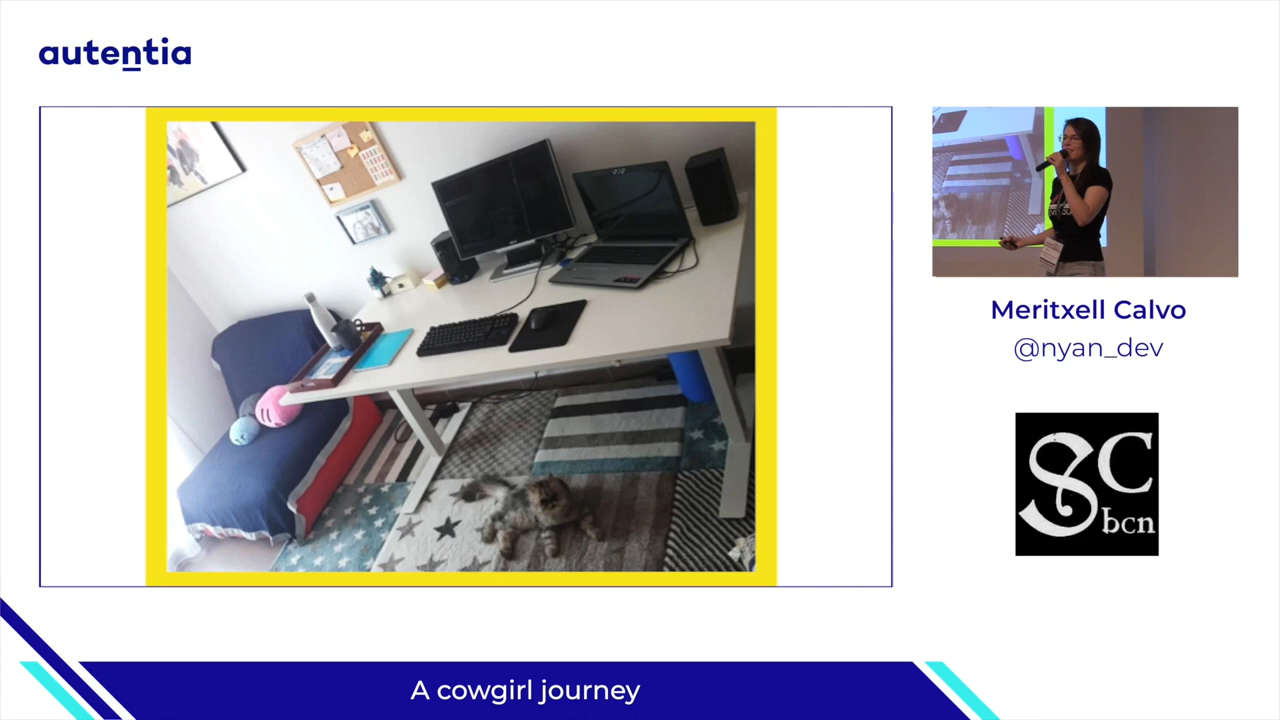 autentia
Meritxell Calvo
@nyan_dev
SC
bcn
A cowgirl journey